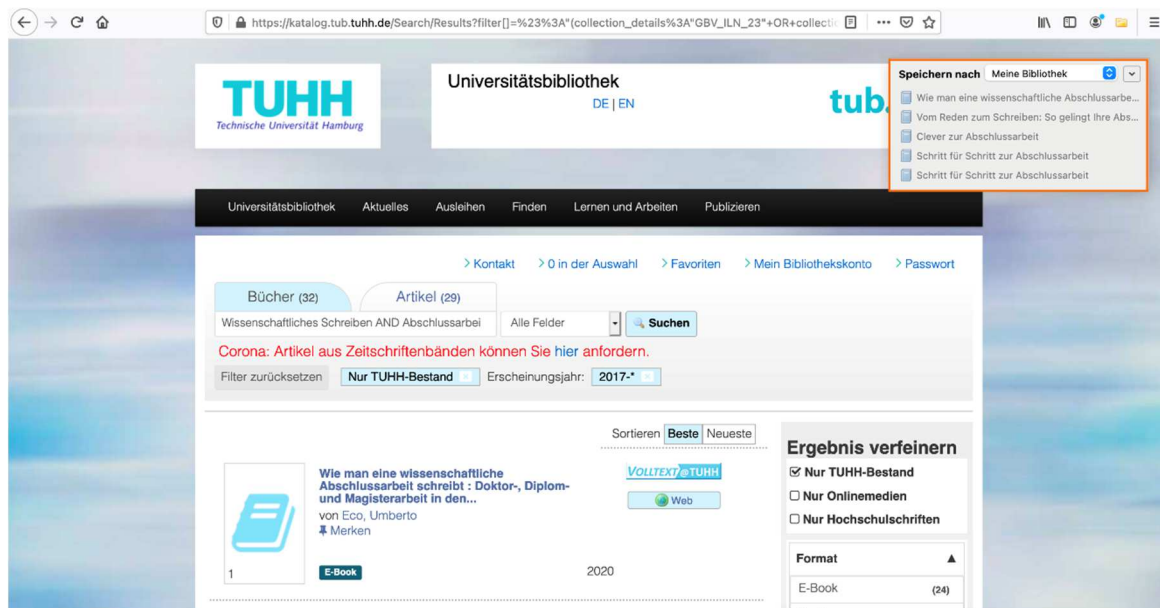 https://katalog.tub.tuhh.de/Search/Results?filter[]=%23%3A"(collection_details%3A"GBV_ILN_23"+OR+collecti
TUHH
Technische Universität Hamburg
Universitätsbibliothek
DE | EN
tub.
Speichern nach Meine Bibliothek
Wie man eine wissenschaftliche Abschlussarbe...
Vom Reden zum Schreiben: So gelingt Ihre Abs...
Clever zur Abschlussarbeit
Schritt für Schritt zur Abschlussarbeit
Schritt für Schritt zur Abschlussarbeit
Universitätsbibliothek Aktuelles Ausleihen Finden Lernen und Arbeiten Publizieren
> Kontakt > 0 in der Auswahl > Favoriten > Mein Bibliothekskonto > Passwort
Bücher (32) Artikel (29)
Wissenschaftliches Schreiben AND Abschlussarbei Alle Felder Suchen
Corona: Artikel aus Zeitschriftenbänden können Sie hier anfordern.
Filter zurücksetzen Nur TUHH-Bestand Erscheinungsjahr: 2017-*
Sortieren Beste Neueste
Wie man eine wissenschaftliche
Abschlussarbeit schreibt : Doktor-, Diplom-
und Magisterarbeit in den...
von Eco, Umberto
Merken
1
E-Book
VOLLTEXT@TUHH
Web
2020
Ergebnis verfeinern
Nur TUHH-Bestand
Nur Onlinemedien
Nur Hochschulschriften
Format
E-Book (24)